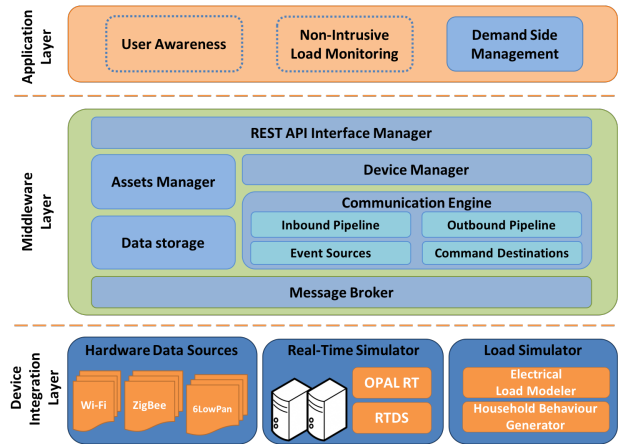 Application
Layer
User Awareness
Non-Intrusive
Load Monitoring
Demand Side
Management
Middleware
Layer
REST API Interface Manager
Assets Manager
Device Manager
Data storage
Communication Engine
Inbound Pipeline
Outbound Pipeline
Event Sources
Command Destinations
Message Broker
Device
Integration
Layer
Hardware Data Sources
Wi-Fi
ZigBee
6LowPan
Real-Time Simulator
OPAL RT
RTDS
Load Simulator
Electrical
Load Modeler
Household Behaviour
Generator